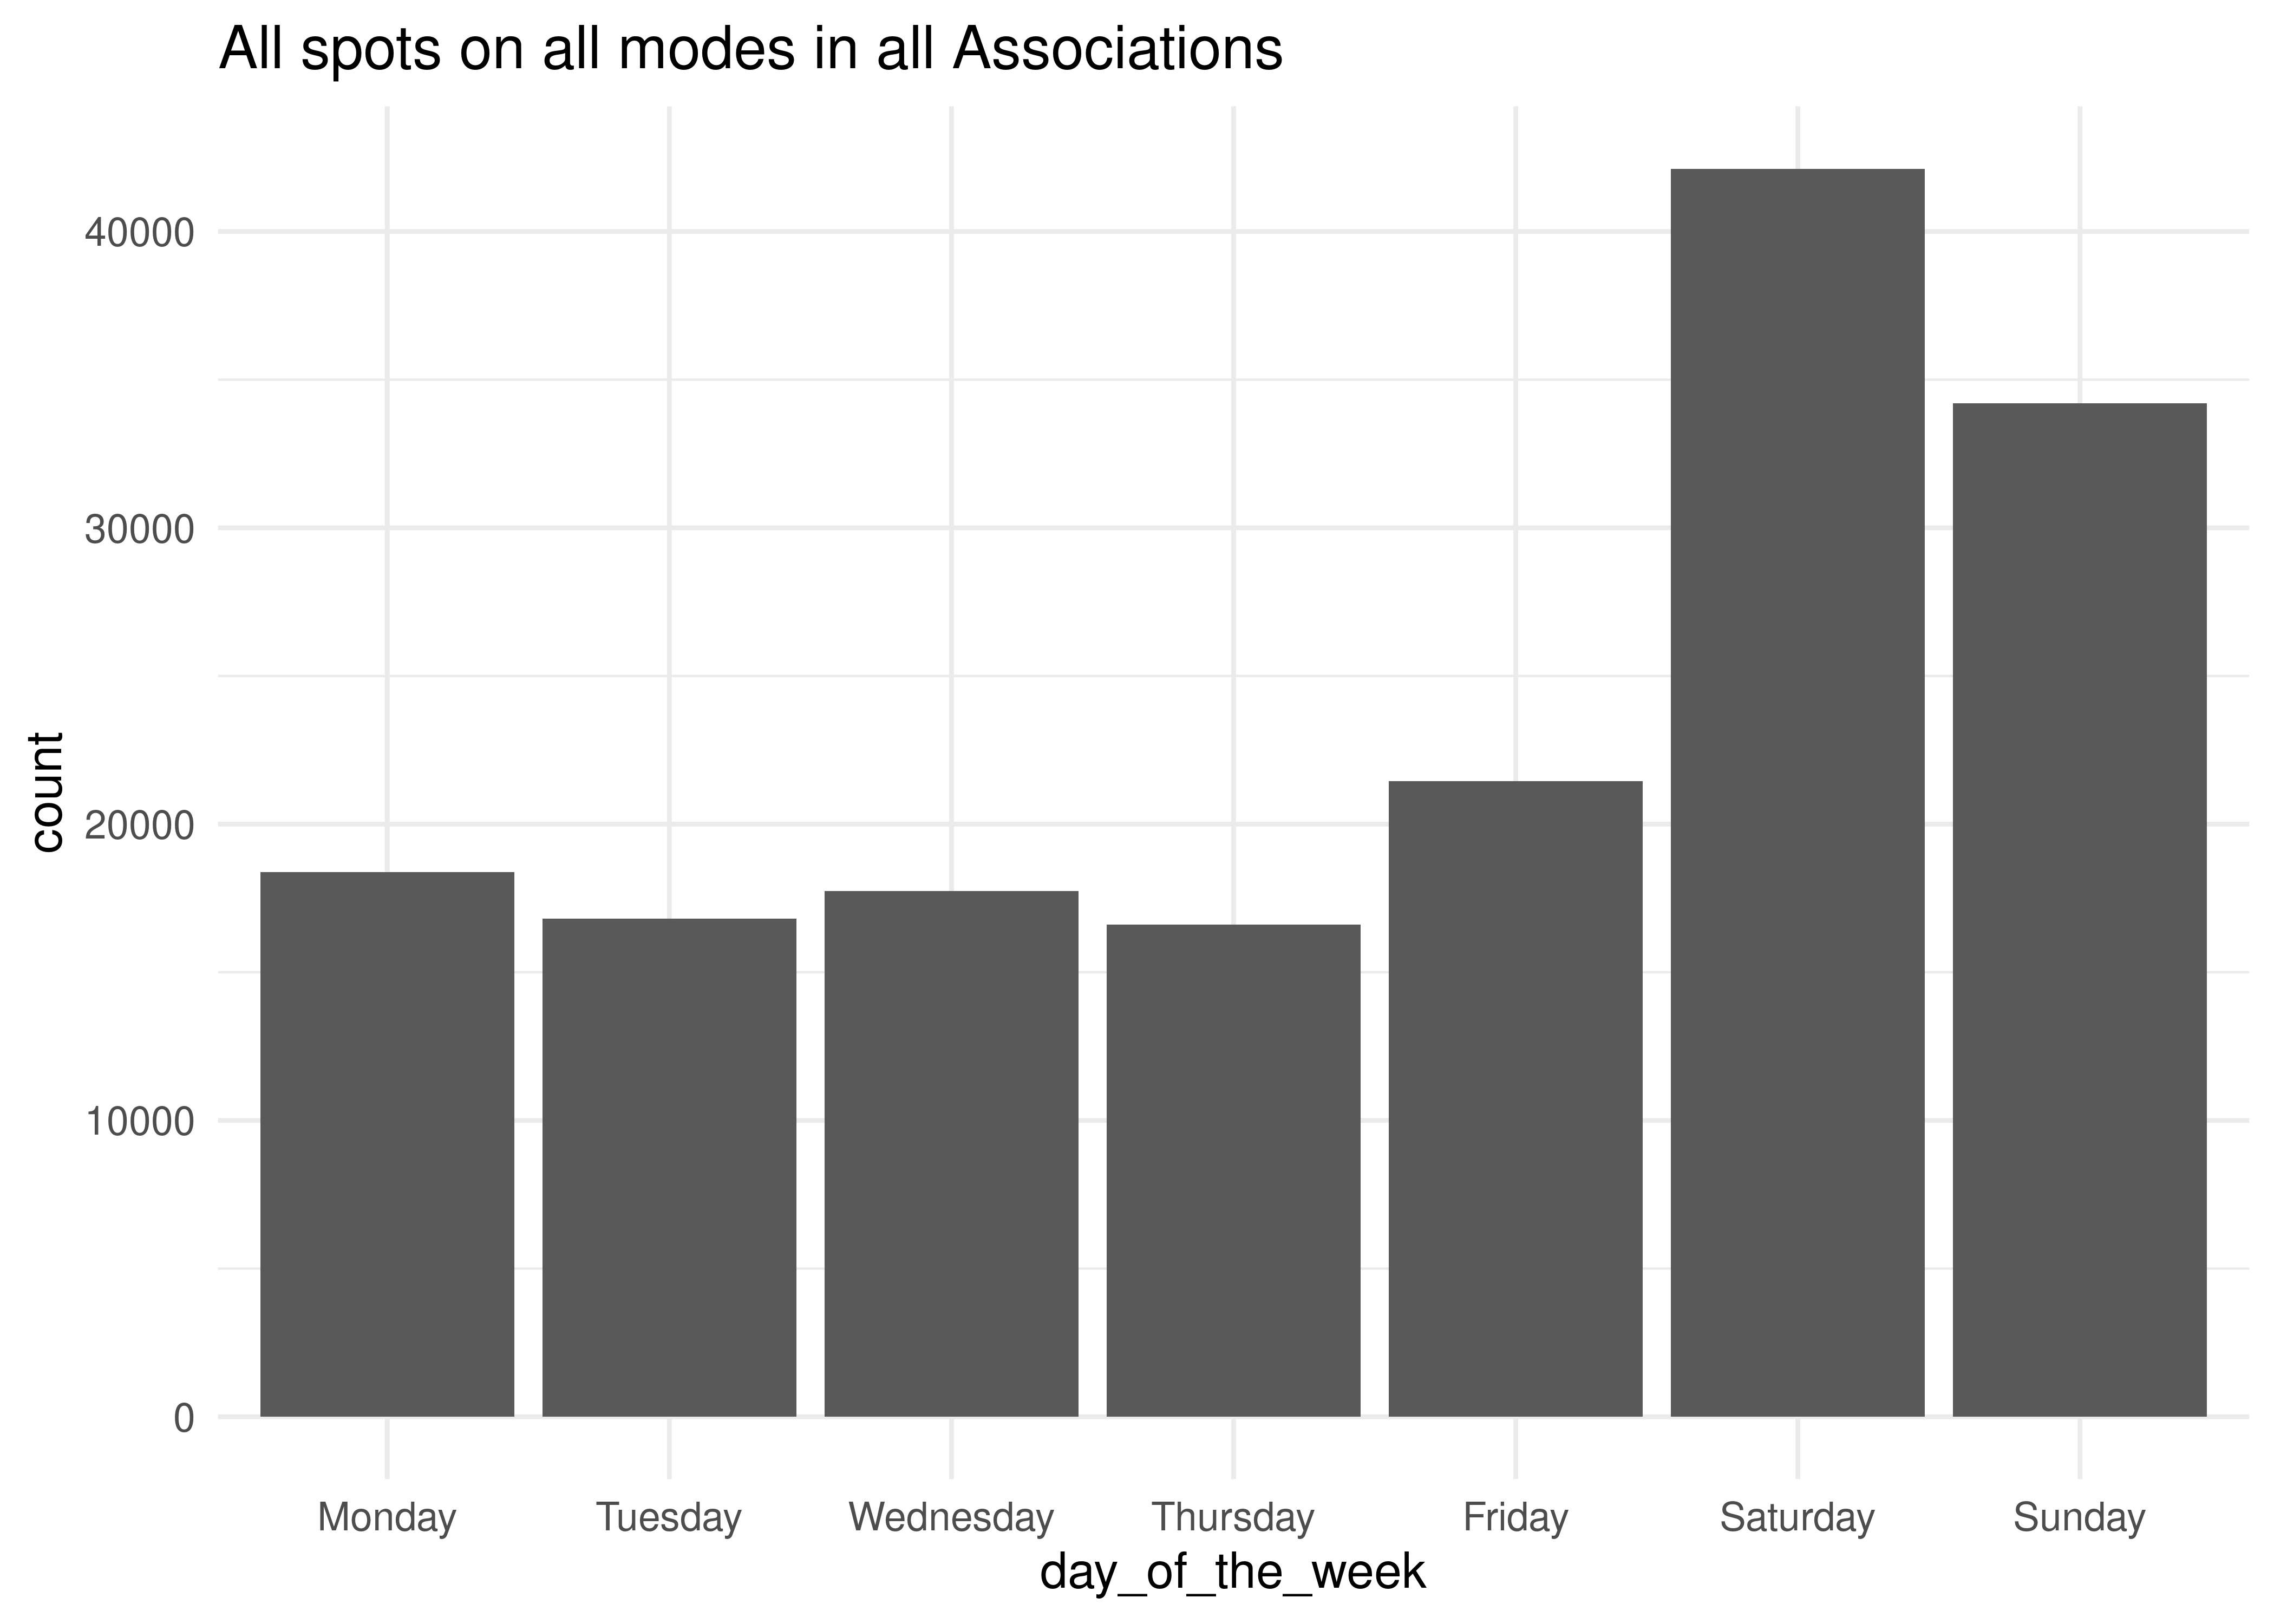 All spots on all modes in all Associations
count
40000
30000
20000
10000
0
Monday Tuesday Wednesday Thursday Friday Saturday Sunday
day_of_the_week